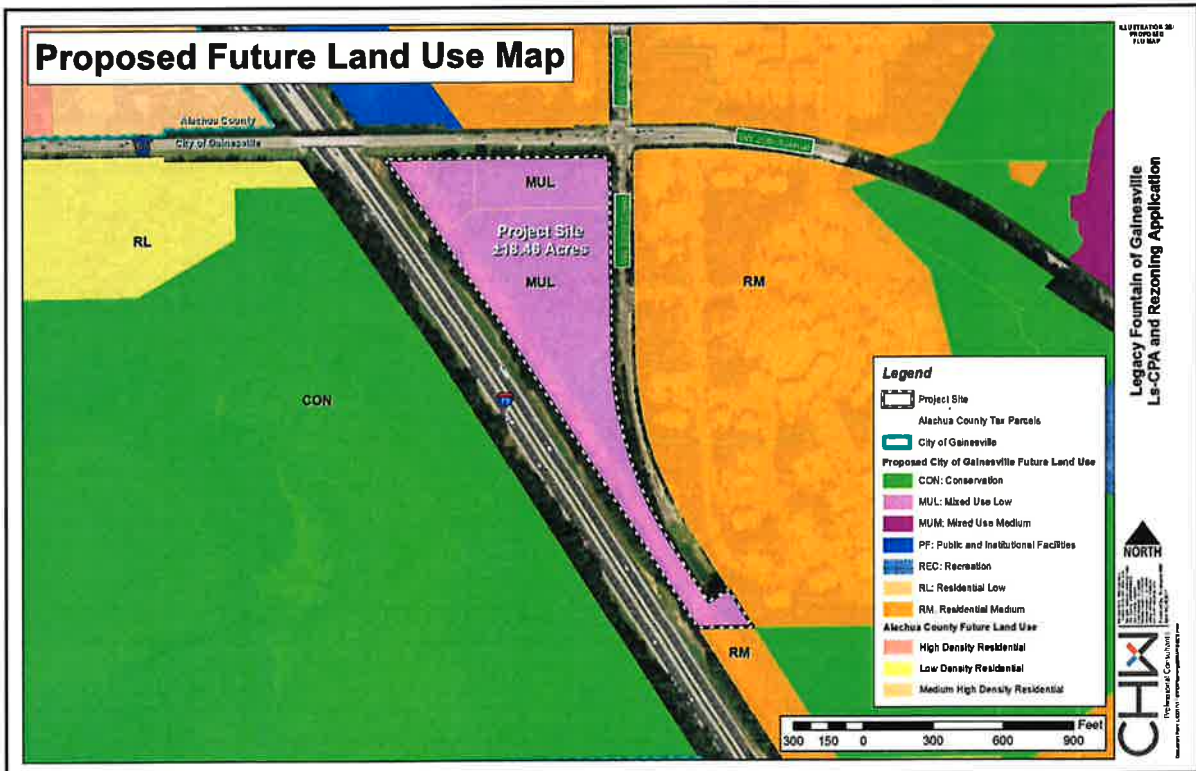 Proposed Future Land Use Map
ILLUSTRATION 2B:
PROPOSED
FLU MAP
Alachua County
City of Gainesville
MUL
Project Site
±18.46 Acres
MUL
RL
RM
CON
RM
Legend
Project Site
Alachua County Tax Parcels
City of Gainesville
Proposed City of Gainesville Future Land Use
CON: Conservation
MUL: Mixed Use Low
MUM: Mixed Use Medium
PF: Public and Institutional Facilities
REC: Recreation
RL: Residential Low
RM: Residential Medium
Alachua County Future Land Use
High Density Residential
Low Density Residential
Medium High Density Residential
Feet
300 150 0 300 600 900
Legacy Fountain of Gainesville
Ls-CPA and Rezoning Application
NORTH
CHW
Professional Consultants